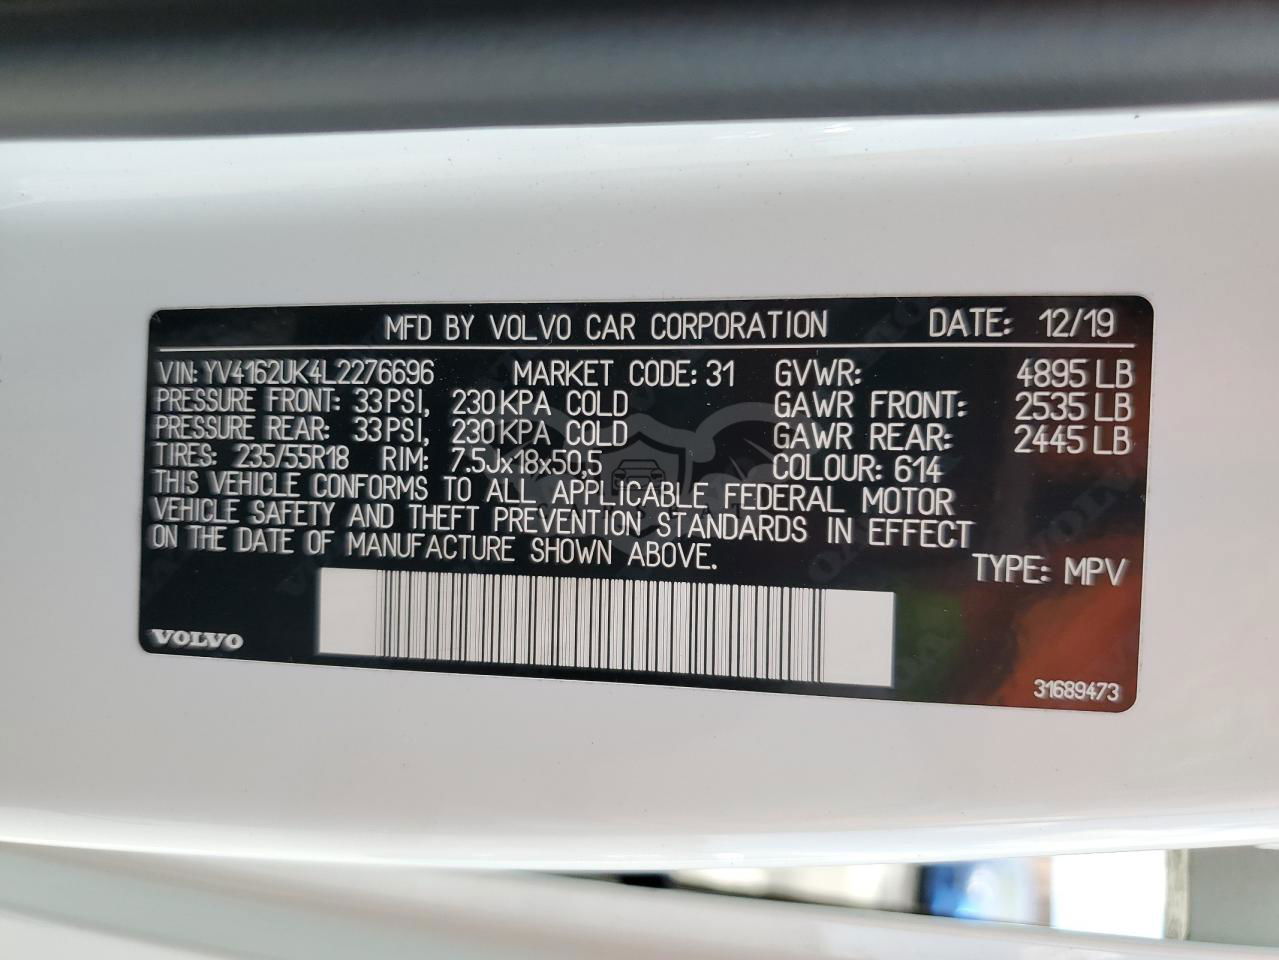 MFD BY VOLVO CAR CORPORATION DATE: 12/19
VIN: YV4162UK4L2276696 MARKET CODE: 31 GVWR: 4895 LB
PRESSURE FRONT: 33 PSI, 230 KPA COLD GAWR FRONT: 2535 LB
PRESSURE REAR: 33 PSI, 230 KPA COLD GAWR REAR: 2445 LB
TIRES: 235/55R18 RIM: 7.5Jx18x50,5 COLOUR: 614
THIS VEHICLE CONFORMS TO ALL APPLICABLE FEDERAL MOTOR
VEHICLE SAFETY AND THEFT PREVENTION STANDARDS IN EFFECT
ON THE DATE OF MANUFACTURE SHOWN ABOVE.
TYPE: MPV
VOLVO
31689473